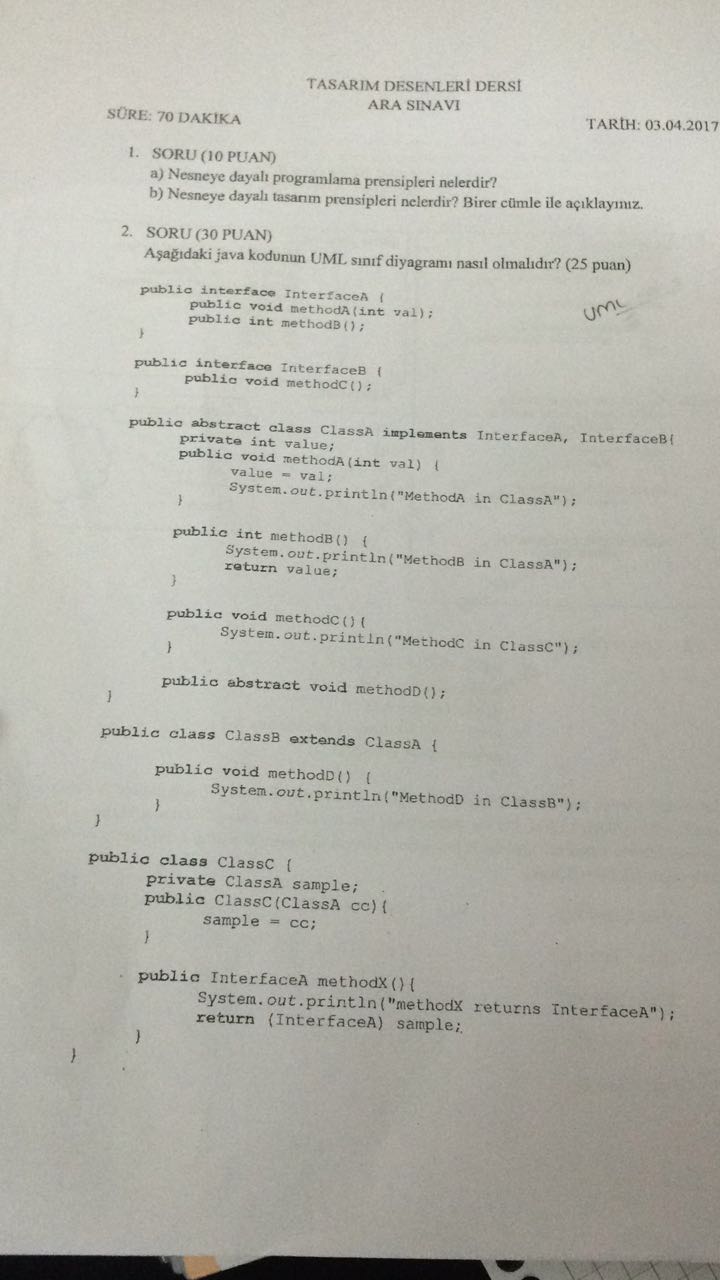 TASARIM DESENLERİ DERSİ
ARA SINAVI
SÜRE: 70 DAKİKA
TARİH: 03.04.2017
1. SORU (10 PUAN)
a) Nesneye dayalı programlama prensipleri nelerdir?
b) Nesneye dayalı tasarım prensipleri nelerdir? Birer cümle ile açıklayınız.
2. SORU (30 PUAN)
Aşağıdaki java kodunun UML sınıf diyagramı nasıl olmalıdır? (25 puan)
UML
public interface InterfaceA {
public void methodA(int val);
public int methodB();
}
public interface InterfaceB {
public void methodC();
}
public abstract class ClassA implements InterfaceA, InterfaceB{
private int value;
public void methodA(int val) {
value = val;
System.out.println("MethodA in ClassA");
}
public int methodB() {
System.out.println("MethodB in ClassA");
return value;
}
public void methodC(){
System.out.println("MethodC in ClassC");
}
public abstract void methodD();
}
public class ClassB extends ClassA {
public void methodD() {
System.out.println("MethodD in ClassB");
}
}
public class ClassC {
private ClassA sample;
public ClassC(ClassA cc){
sample = cc;
}
public InterfaceA methodX(){
System.out.println("methodX returns InterfaceA");
return (InterfaceA) sample;
}
}